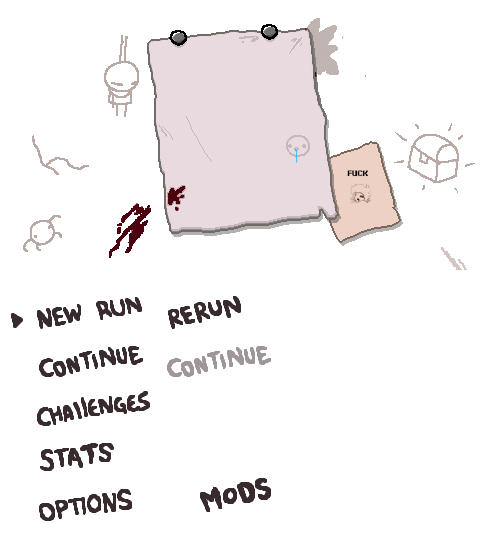 FUCK
NEW RUN RERUN
CONTINUE CONTINUE
CHAllENGES
STATS
OPTIONS MODS